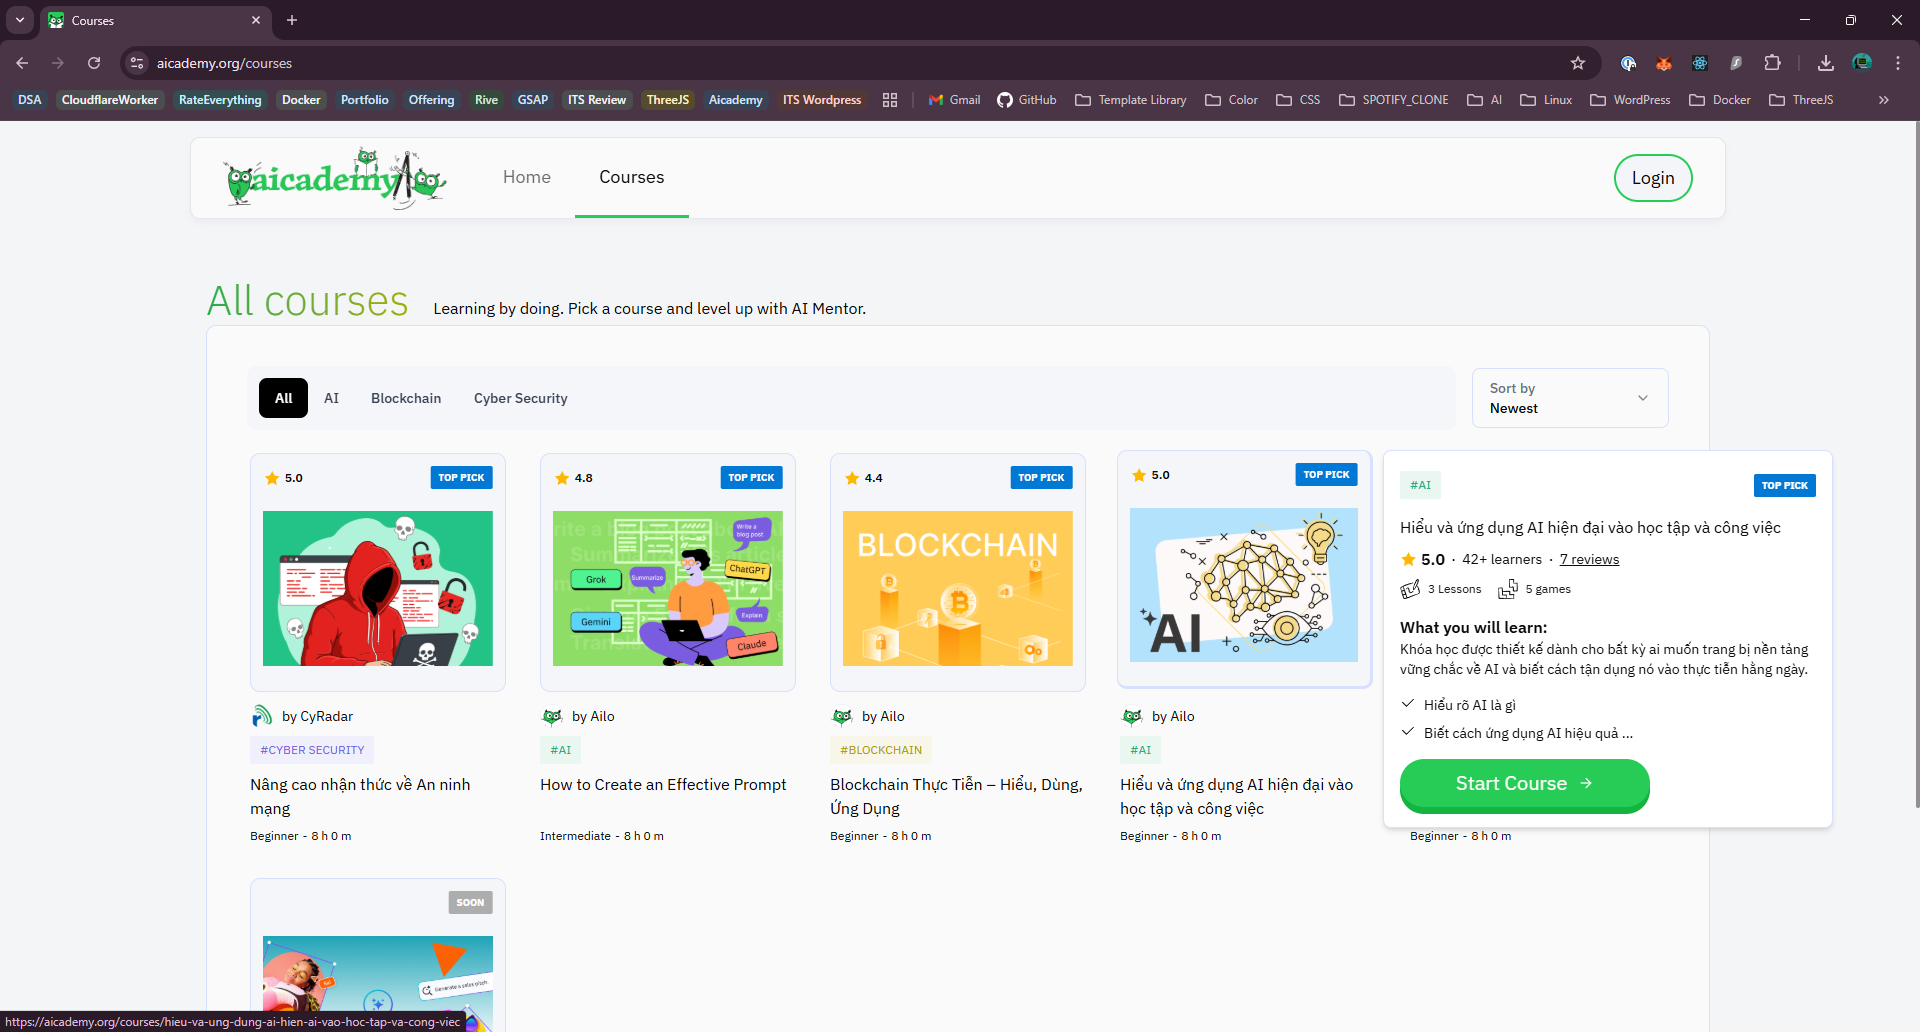 Courses
aicademy.org/courses
DSA
CloudflareWorker
RateEverything
Docker
Portfolio
Offering
Rive
GSAP
ITS Review
ThreeJS
Aicademy
ITS Wordpress
Gmail
GitHub
Template Library
Color
CSS
SPOTIFY_CLONE
AI
Linux
WordPress
Docker
ThreeJS
aicademy
Home
Courses
Login
All courses
Learning by doing. Pick a course and level up with AI Mentor.
All
AI
Blockchain
Cyber Security
Sort by
Newest
5.0
TOP PICK
by CyRadar
#CYBER SECURITY
Nâng cao nhận thức về An ninh
mạng
Beginner - 8 h 0 m
4.8
TOP PICK
Write a
blog post
Grok
Summarize
ChatGPT
Gemini
Explain
Claude
by Ailo
#AI
How to Create an Effective Prompt
Intermediate - 8 h 0 m
4.4
TOP PICK
BLOCKCHAIN
by Ailo
#BLOCKCHAIN
Blockchain Thực Tiễn – Hiểu, Dùng,
Ứng Dụng
Beginner - 8 h 0 m
5.0
TOP PICK
AI
by Ailo
#AI
Hiểu và ứng dụng AI hiện đại vào
học tập và công việc
Beginner - 8 h 0 m
#AI
TOP PICK
Hiểu và ứng dụng AI hiện đại vào học tập và công việc
5.0 · 42+ learners · 7 reviews
3 Lessons
5 games
What you will learn:
Khóa học được thiết kế dành cho bất kỳ ai muốn trang bị nền tảng
vững chắc về AI và biết cách tận dụng nó vào thực tiễn hằng ngày.
Hiểu rõ AI là gì
Biết cách ứng dụng AI hiệu quả ...
Start Course
Beginner - 8 h 0 m
SOON
https://aicademy.org/courses/hieu-va-ung-dung-ai-hien-ai-vao-hoc-tap-va-cong-viec